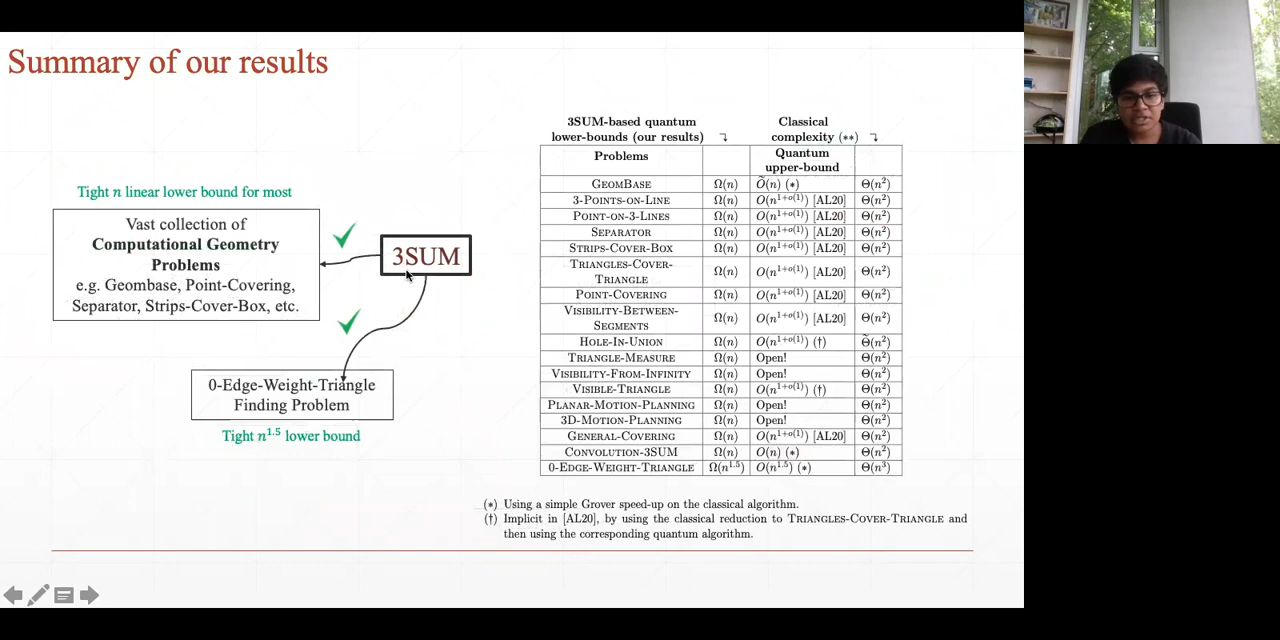 Summary of our results
Tight n linear lower bound for most
Vast collection of
Computational Geometry
Problems
e.g. Geombase, Point-Covering,
Separator, Strips-Cover-Box, etc.
3SUM
0-Edge-Weight-Triangle
Finding Problem
Tight n^1.5 lower bound
3SUM-based quantum Classical
lower-bounds (our results) complexity (**)
Problems Quantum
upper-bound
GEOMBASE Ω(n) Õ(n) (*) Θ(n²)
3-POINTS-ON-LINE Ω(n) O(n^1+o(1)) [AL20] Θ(n²)
POINT-ON-3-LINES Ω(n) O(n^1+o(1)) [AL20] Θ(n²)
SEPARATOR Ω(n) O(n^1+o(1)) [AL20] Θ(n²)
STRIPS-COVER-BOX Ω(n) O(n^1+o(1)) [AL20] Θ(n²)
TRIANGLES-COVER-
TRIANGLE Ω(n) O(n^1+o(1)) [AL20] Θ(n²)
POINT-COVERING Ω(n) O(n^1+o(1)) [AL20] Θ(n²)
VISIBILITY-BETWEEN-
SEGMENTS Ω(n) O(n^1+o(1)) [AL20] Θ(n²)
HOLE-IN-UNION Ω(n) O(n^1+o(1)) (†) Θ̃(n²)
TRIANGLE-MEASURE Ω(n) Open! Θ(n²)
VISIBILITY-FROM-INFINITY Ω(n) Open! Θ(n²)
VISIBLE-TRIANGLE Ω(n) O(n^1+o(1)) (†) Θ(n²)
PLANAR-MOTION-PLANNING Ω(n) Open! Θ(n²)
3D-MOTION-PLANNING Ω(n) Open! Θ(n²)
GENERAL-COVERING Ω(n) O(n^1+o(1)) [AL20] Θ(n²)
CONVOLUTION-3SUM Ω(n) O(n) (*) Θ(n²)
0-EDGE-WEIGHT-TRIANGLE Ω(n^1.5) O(n^1.5) (*) Θ(n³)
(*) Using a simple Grover speed-up on the classical algorithm.
(†) Implicit in [AL20], by using the classical reduction to TRIANGLES-COVER-TRIANGLE and
then using the corresponding quantum algorithm.